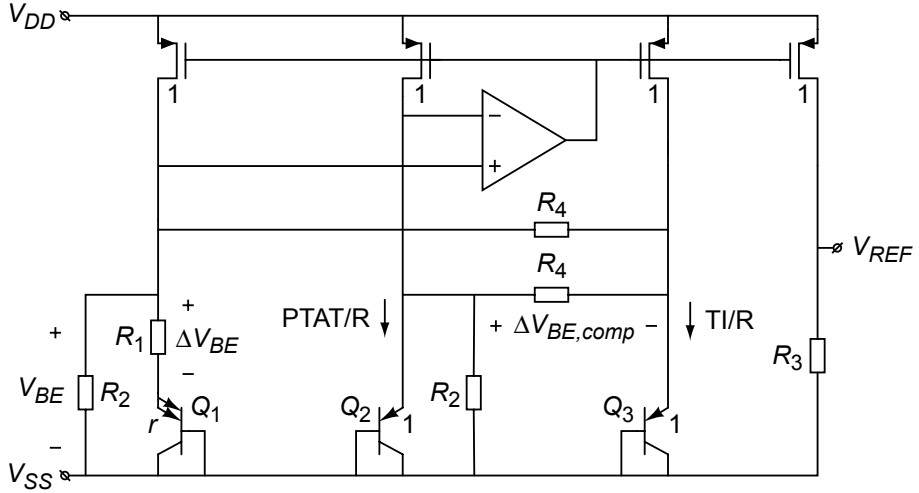 V_DD
1
1
1
1
−
+
R_4
R_4
V_REF
PTAT/R
+ ΔV_BE,comp −
TI/R
+
V_BE
−
R_2
R_1
+
ΔV_BE
−
R_3
Q_1
r
Q_2
1
R_2
Q_3
1
V_SS